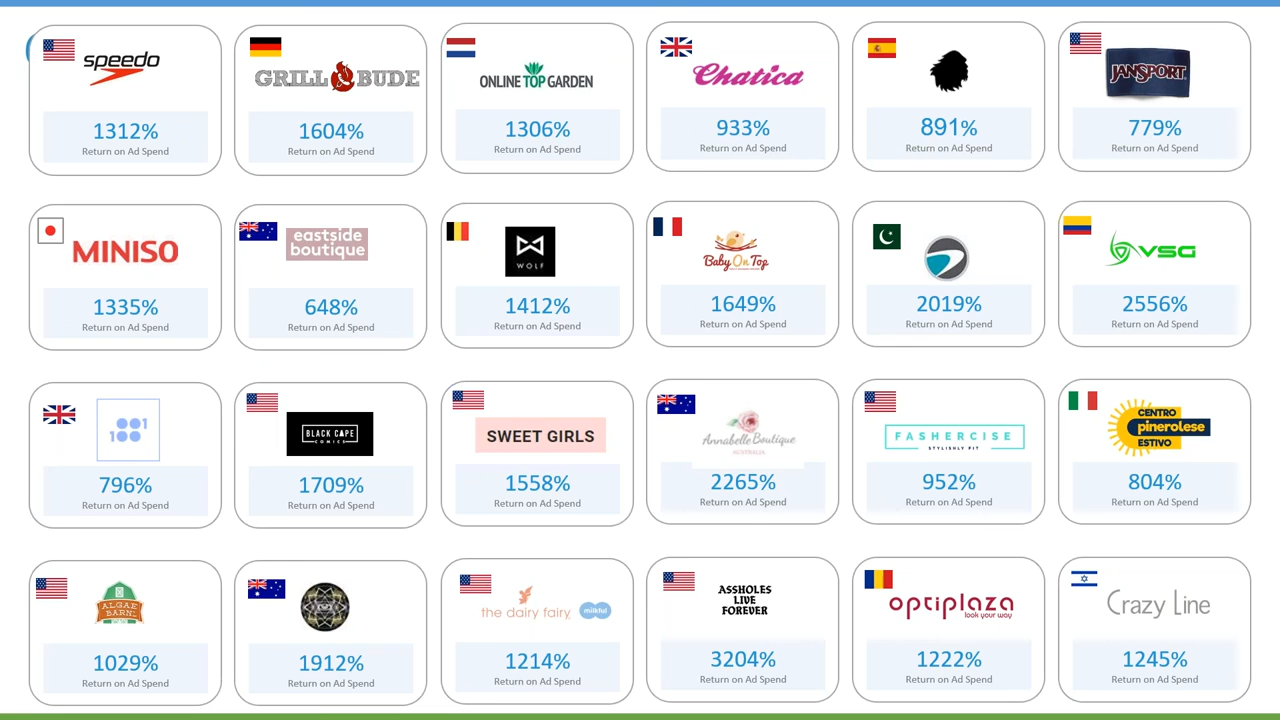 speedo
1312%
Return on Ad Spend
GRILL BUDE
1604%
Return on Ad Spend
ONLINE TOP GARDEN
1306%
Return on Ad Spend
Chatica
933%
Return on Ad Spend
891%
Return on Ad Spend
JANSPORT
779%
Return on Ad Spend
MINISO
1335%
Return on Ad Spend
eastside
boutique
648%
Return on Ad Spend
WOLF
1412%
Return on Ad Spend
Baby On Top
1649%
Return on Ad Spend
2019%
Return on Ad Spend
VSG
2556%
Return on Ad Spend
001
100
796%
Return on Ad Spend
BLACK CAPE
COMICS
1709%
Return on Ad Spend
SWEET GIRLS
1558%
Return on Ad Spend
Annabelle Boutique
AUSTRALIA
2265%
Return on Ad Spend
FASHERCISE
STYLISHLY FIT
952%
Return on Ad Spend
CENTRO
pinerolese
ESTIVO
804%
Return on Ad Spend
ALGAE
BARN
1029%
Return on Ad Spend
1912%
Return on Ad Spend
the dairy fairy milkful
1214%
Return on Ad Spend
ASSHOLES
LIVE
FOREVER
3204%
Return on Ad Spend
optiplaza
look your way
1222%
Return on Ad Spend
Crazy Line
1245%
Return on Ad Spend